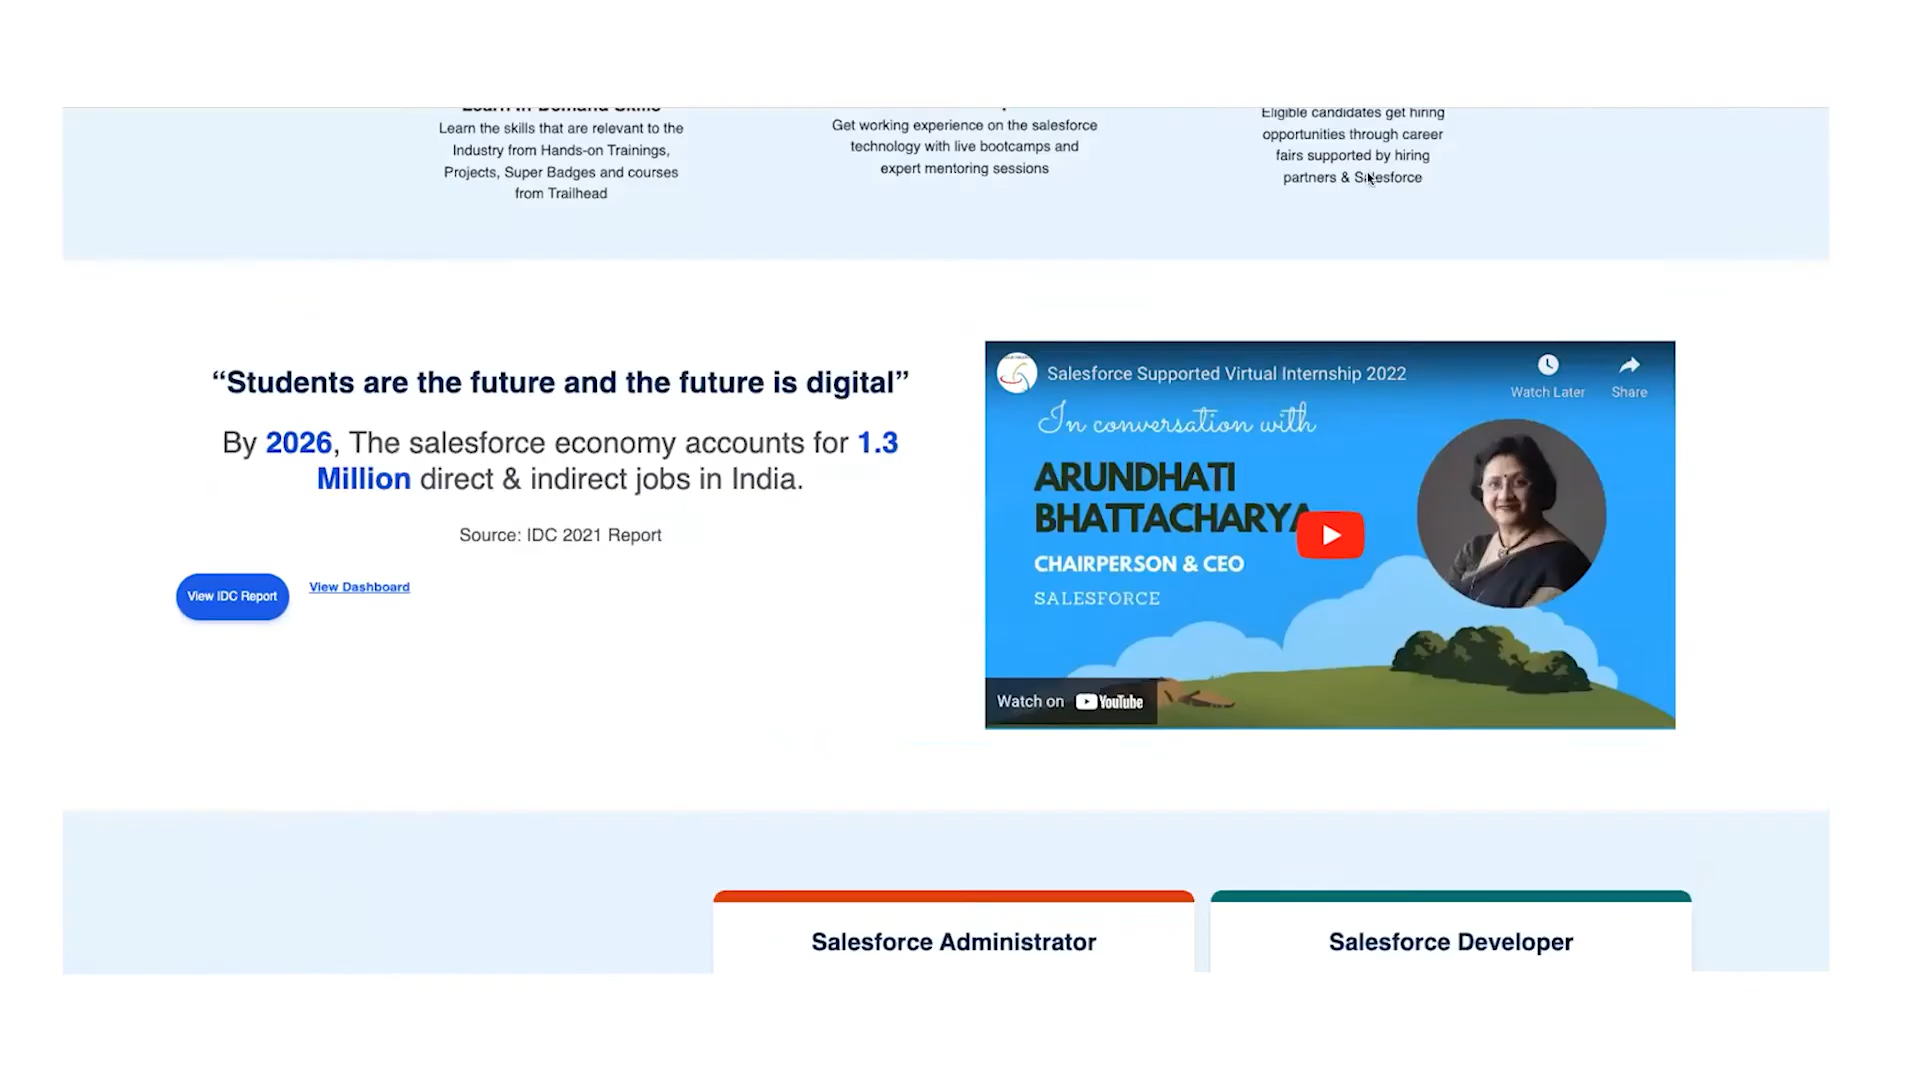 Learn In-Demand Skills
Learn the skills that are relevant to the
Industry from Hands-on Trainings,
Projects, Super Badges and courses
from Trailhead
Get working experience on the salesforce
technology with live bootcamps and
expert mentoring sessions
Eligible candidates get hiring
opportunities through career
fairs supported by hiring
partners & Salesforce
“Students are the future and the future is digital”
By 2026, The salesforce economy accounts for 1.3
Million direct & indirect jobs in India.
Source: IDC 2021 Report
View IDC Report
View Dashboard
Salesforce Supported Virtual Internship 2022
Watch Later
Share
In conversation with
ARUNDHATI
BHATTACHARYA
CHAIRPERSON & CEO
SALESFORCE
Watch on YouTube
Salesforce Administrator
Salesforce Developer